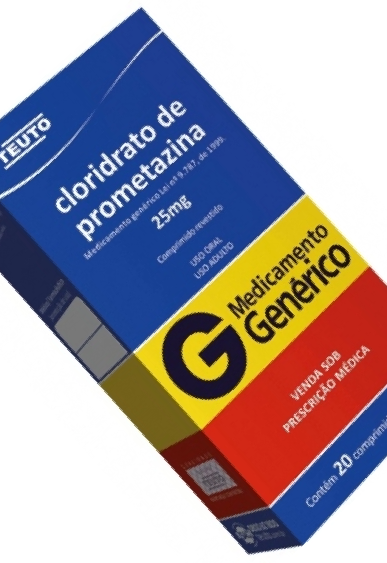 TEUTO
cloridrato de
prometazina
Medicamento genérico Lei nº 9.787, de 1999.
25mg
Comprimido revestido
USO ORAL
USO ADULTO
G Medicamento
Genérico
VENDA SOB
PRESCRIÇÃO MÉDICA
Contém 20 comprimi